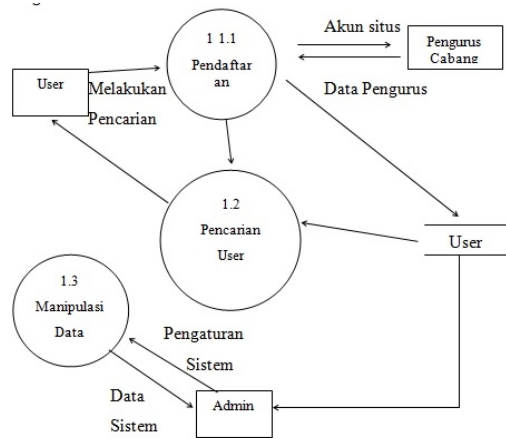 1 1.1
Pendaftar
an
Akun situs
Pengurus
Cabang
User
Melakukan
Pencarian
Data Pengurus
1.2
Pencarian
User
User
1.3
Manipulasi
Data
Pengaturan
Sistem
Data
Sistem
Admin